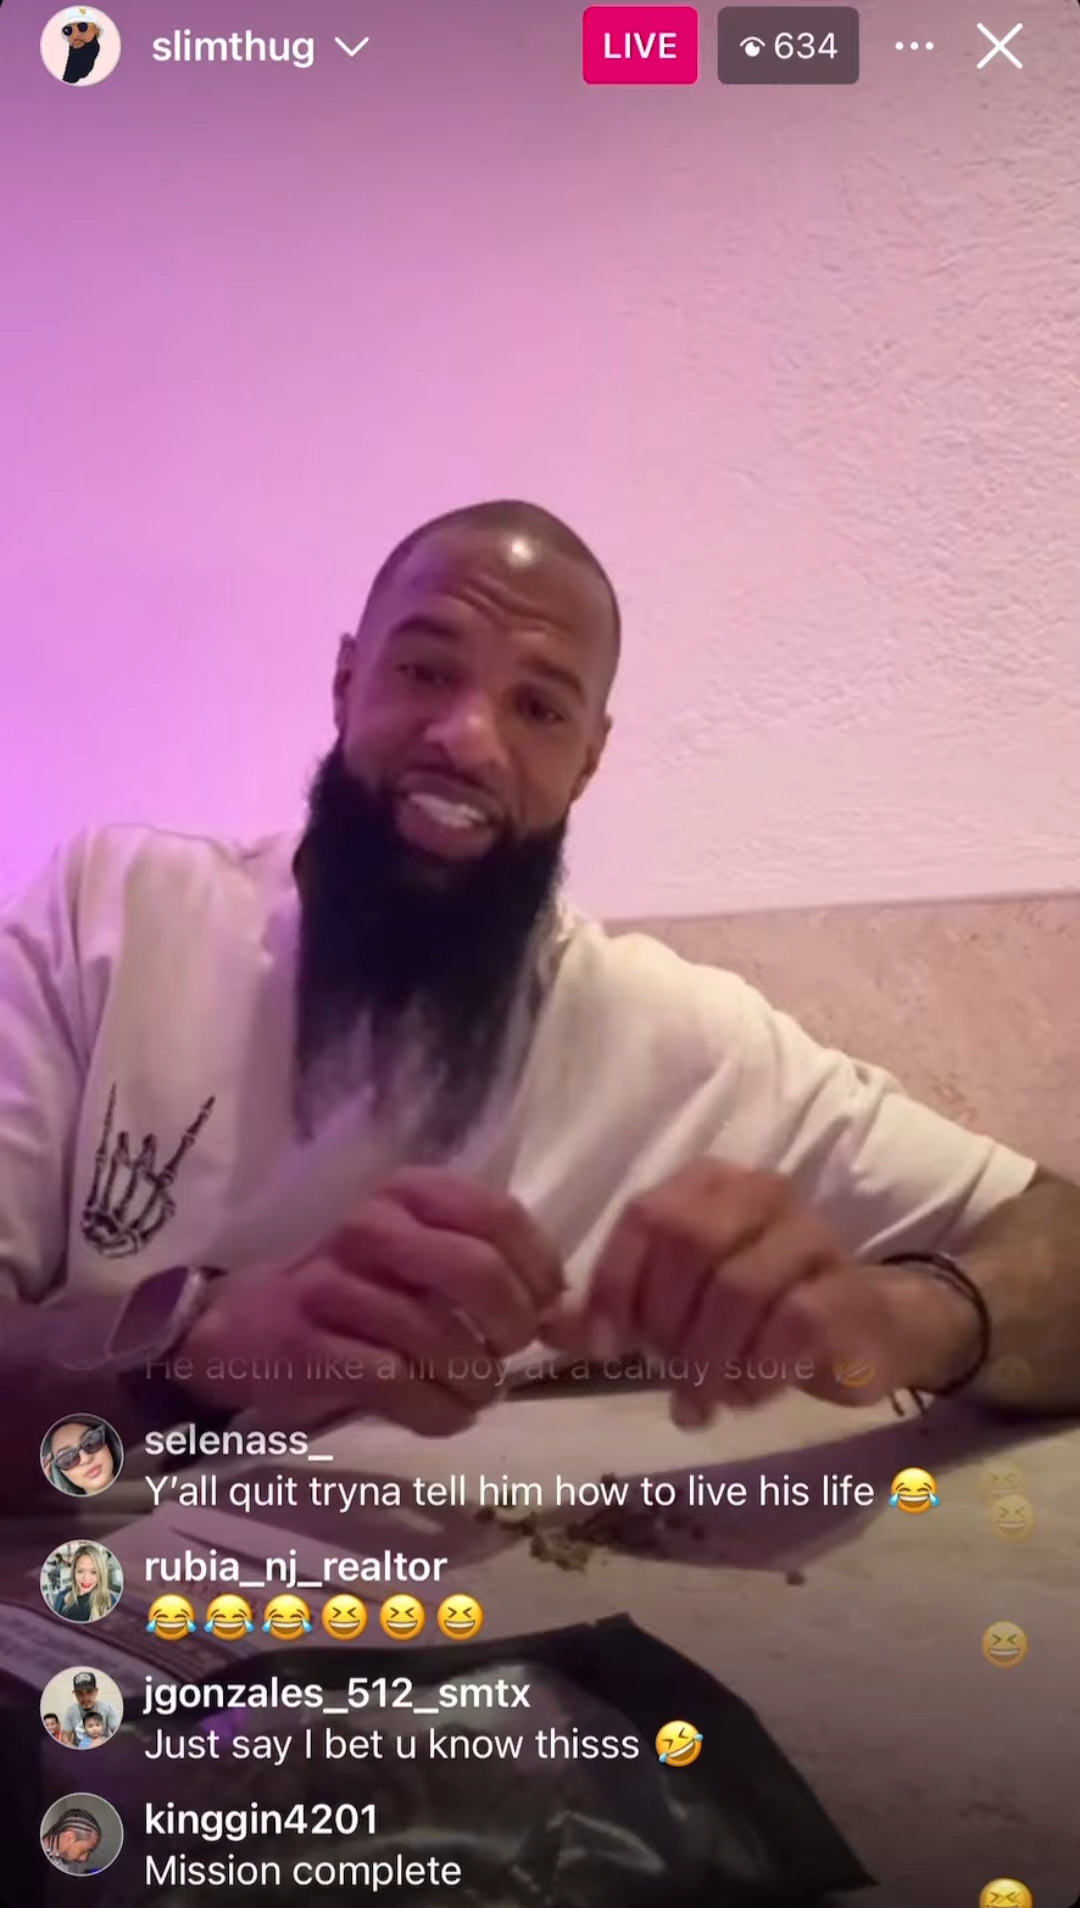 slimthug
LIVE
634
He actin like a lil boy at a candy store 🤣
selenass_
Y'all quit tryna tell him how to live his life 😂
rubia_nj_realtor
😂😂😂😆😆😆
jgonzales_512_smtx
Just say I bet u know thisss 🤣
kinggin4201
Mission complete